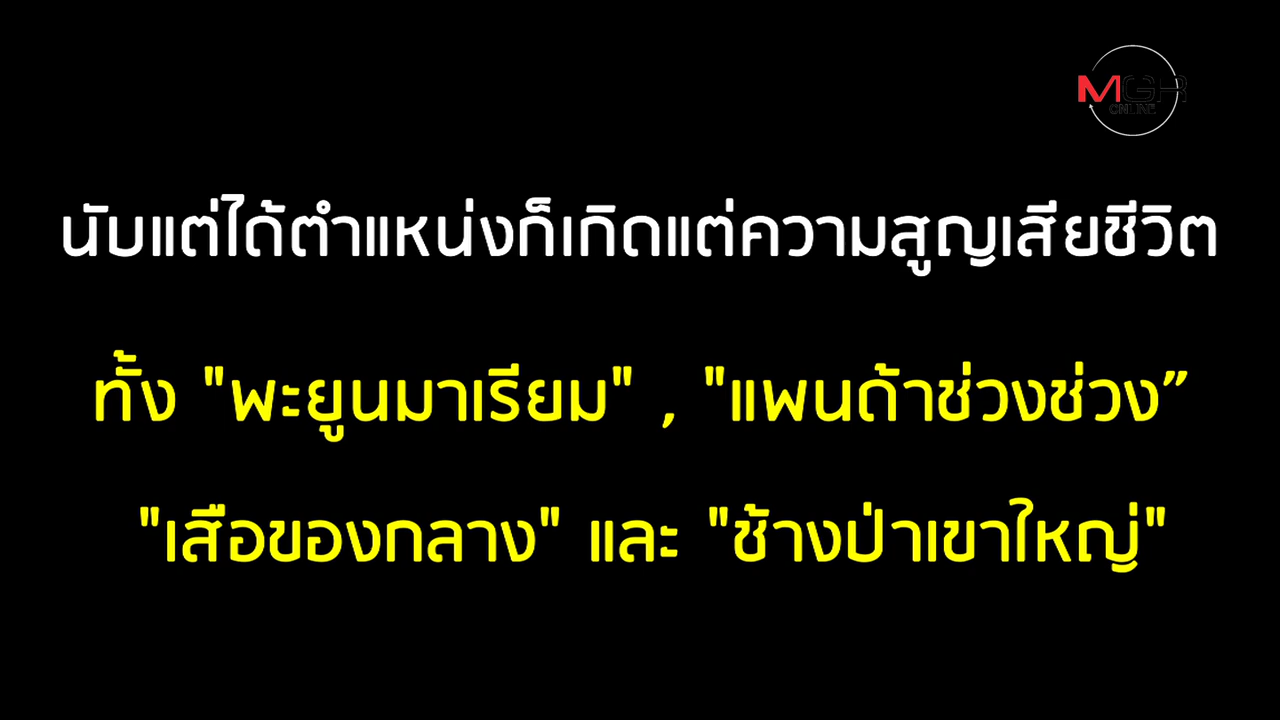 MGR
ONLINE
นับแต่ได้ตำแหน่งก็เกิดแต่ความสูญเสียชีวิต
ทั้ง "พะยูนมาเรียม" , "แพนด้าช่วงช่วง”
"เสือของกลาง" และ "ช้างป่าเขาใหญ่"